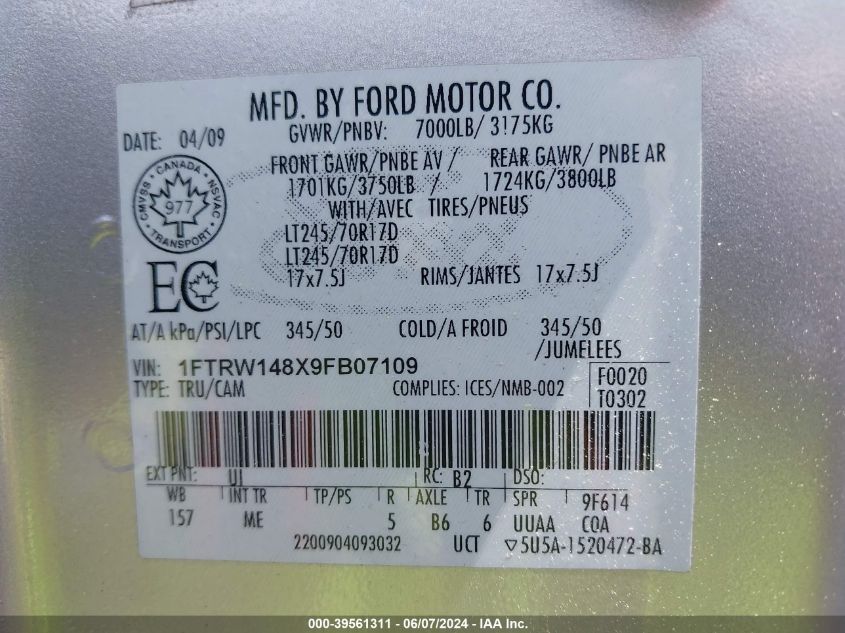 MFD. BY FORD MOTOR CO.
DATE: 04/09
GVWR/PNBV: 7000LB/ 3175KG
FRONT GAWR/PNBE AV / REAR GAWR/ PNBE AR
1701KG/3750LB / 1724KG/3800LB
WITH/AVEC TIRES/PNEUS
CANADA
CMVSS NSVAC
977
TRANSPORT
LT245/70R17D
LT245/70R17D
EC
17x7.5J RIMS/JANTES 17x7.5J
AT/A kPa/PSI/LPC 345/50 COLD/A FROID 345/50
/JUMELEES
VIN: 1FTRW148X9FB07109
TYPE: TRU/CAM COMPLIES: ICES/NMB-002
F0020
T0302
EXT PNT: UJ RC: B2 DSO:
WB INT TR TP/PS R AXLE TR SPR 9F614
157 ME 5 B6 6 UUAA COA
2200904093032 UCT ▽5U5A-1520472-BA
000-39561311 - 06/07/2024 - IAAI Inc.